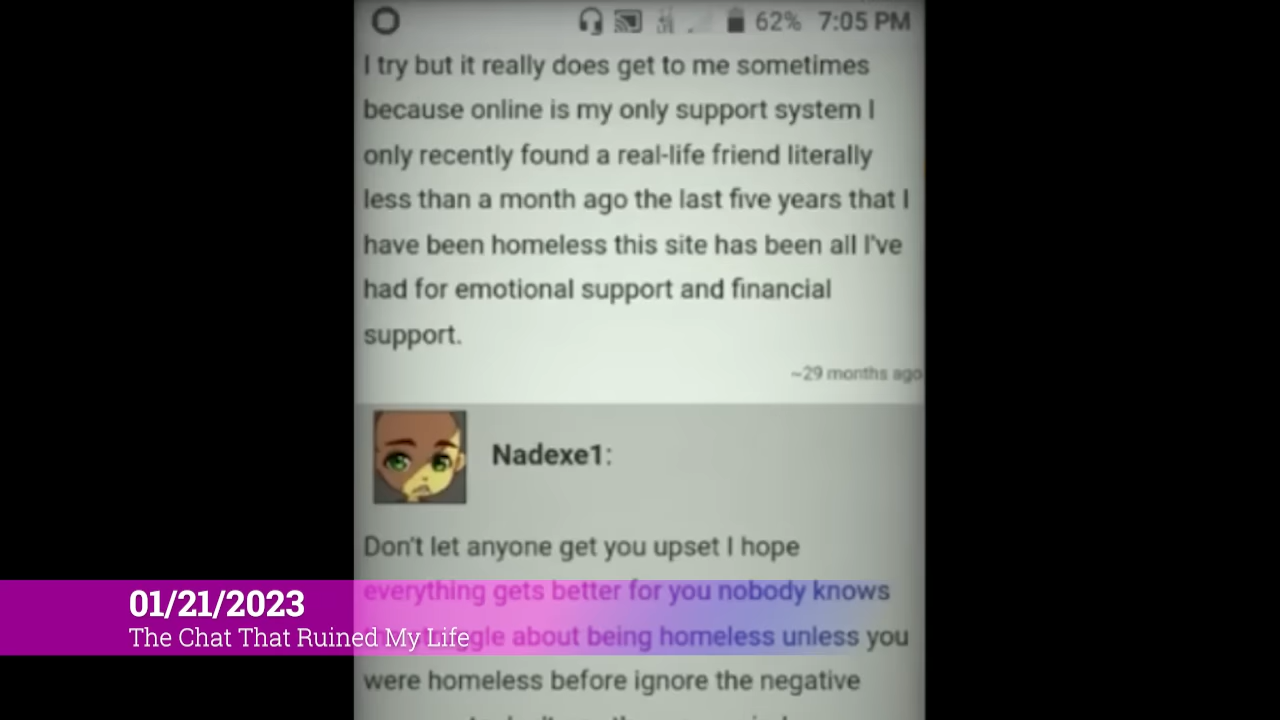 62% 7:05 PM
I try but it really does get to me sometimes
because online is my only support system I
only recently found a real-life friend literally
less than a month ago the last five years that I
have been homeless this site has been all I've
had for emotional support and financial
support.
~29 months ago
Nadexe1:
Don't let anyone get you upset I hope
everything gets better for you nobody knows
about being homeless unless you
were homeless before ignore the negative
01/21/2023
The Chat That Ruined My Life